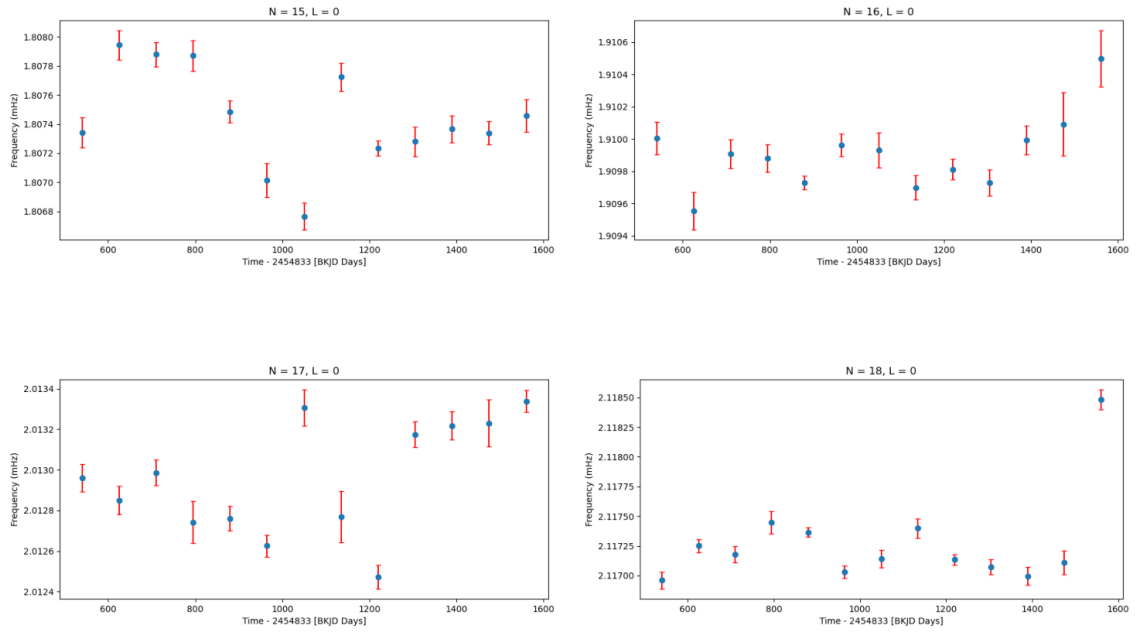 N = 15, L = 0
1.8080
1.8078
1.8076
1.8074
1.8072
1.8070
1.8068
Frequency (mHz)
600 800 1000 1200 1400 1600
Time - 2454833 [BKJD Days]
N = 16, L = 0
1.9106
1.9104
1.9102
1.9100
1.9098
1.9096
1.9094
Frequency (mHz)
600 800 1000 1200 1400 1600
Time - 2454833 [BKJD Days]
N = 17, L = 0
2.0134
2.0132
2.0130
2.0128
2.0126
2.0124
Frequency (mHz)
600 800 1000 1200 1400 1600
Time - 2454833 [BKJD Days]
N = 18, L = 0
2.11850
2.11825
2.11800
2.11775
2.11750
2.11725
2.11700
Frequency (mHz)
600 800 1000 1200 1400 1600
Time - 2454833 [BKJD Days]